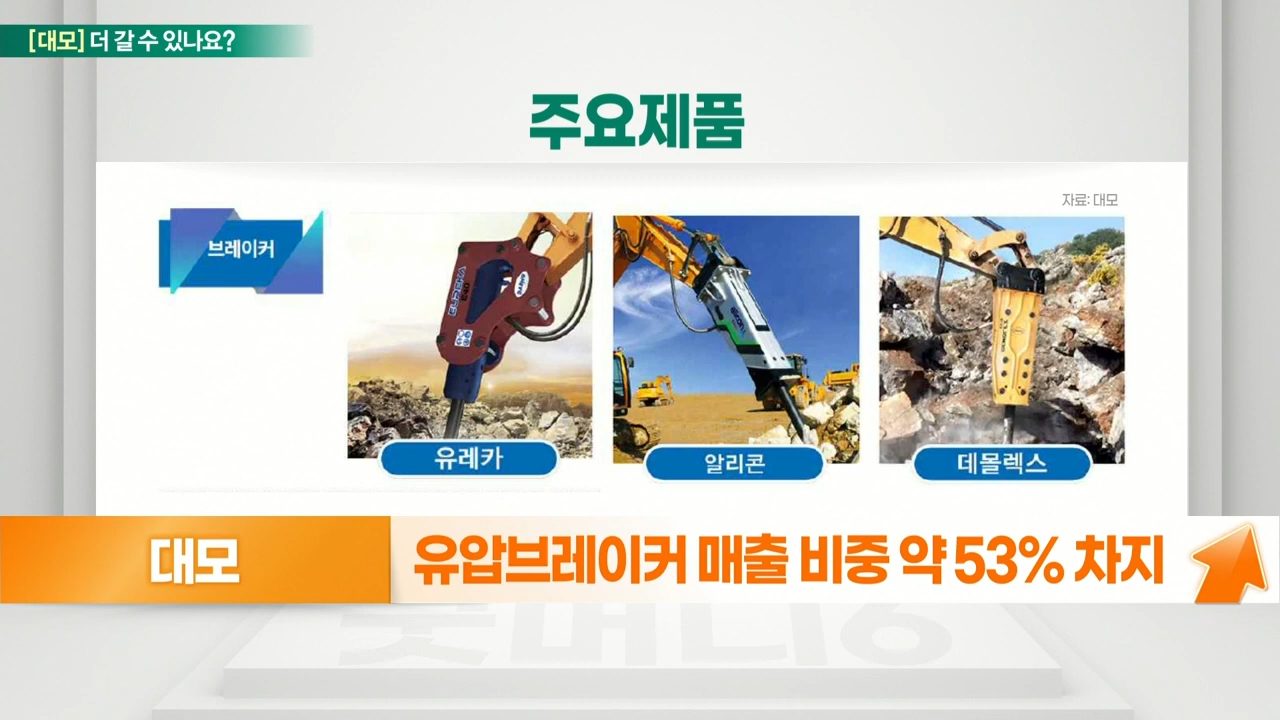 [대모] 더 갈 수 있나요?
주요제품
자료: 대모
브레이커
유레카
알리콘
데몰렉스
대모
유압브레이커 매출 비중 약 53% 차지